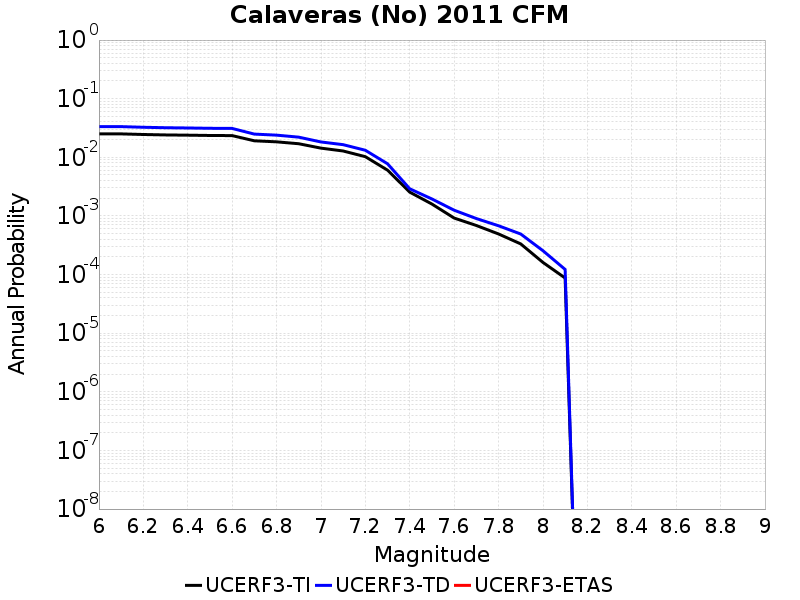 Calaveras (No) 2011 CFM
10^0
10^-1
10^-2
10^-3
10^-4
10^-5
10^-6
10^-7
10^-8
Annual Probability
6 6.2 6.4 6.6 6.8 7 7.2 7.4 7.6 7.8 8 8.2 8.4 8.6 8.8 9
Magnitude
UCERF3-TI UCERF3-TD UCERF3-ETAS